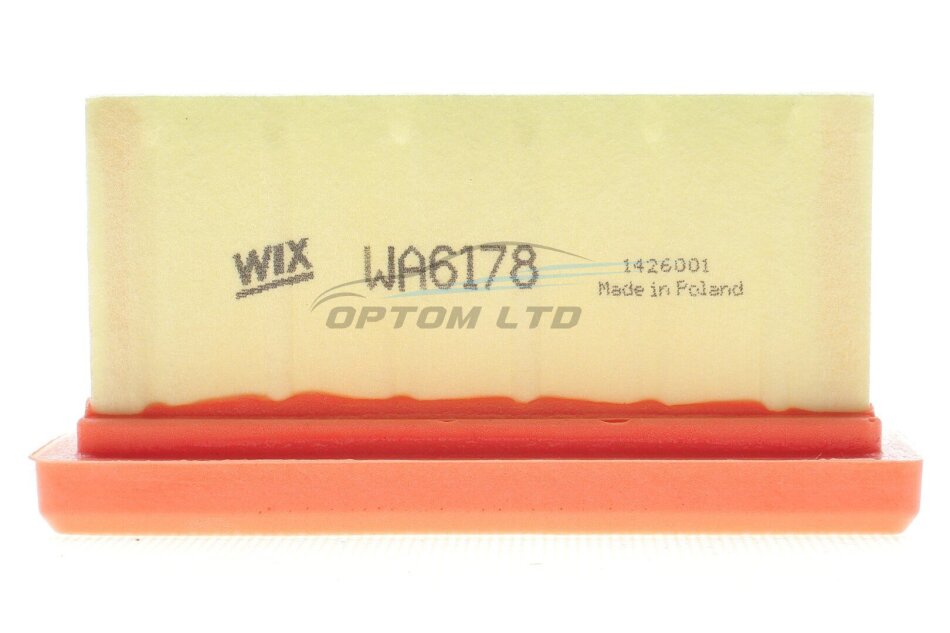 WIX WA6178 1426001
Made in Poland
OPTOM LTD